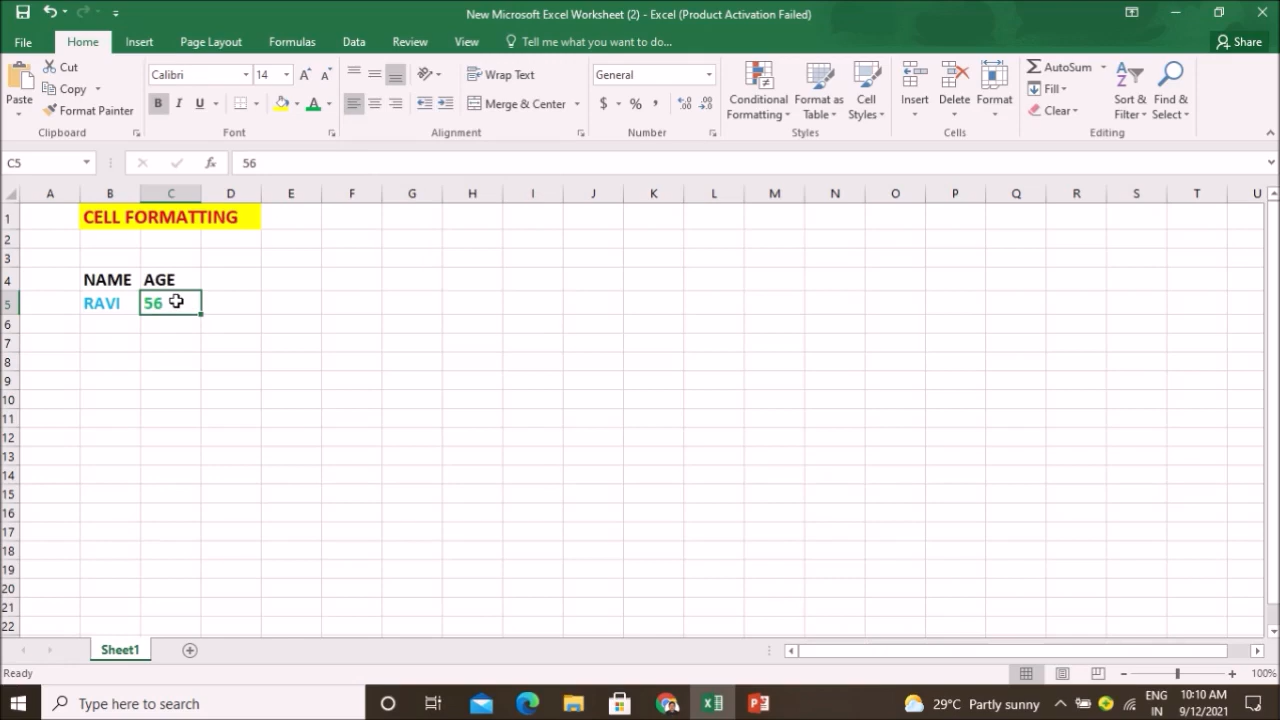 New Microsoft Excel Worksheet (2) - Excel (Product Activation Failed)
File Home Insert Page Layout Formulas Data Review View Tell me what you want to do... Share
Cut
Copy
Format Painter
Paste
Clipboard
Calibri 14
B I U
Font
Wrap Text
Merge & Center
Alignment
General
$ % ,
Number
Conditional Formatting
Format as Table
Cell Styles
Styles
Insert Delete Format
Cells
AutoSum
Fill
Clear
Sort & Filter
Find & Select
Editing
C5 fx 56
A B C D E F G H I J K L M N O P Q R S T U
1 CELL FORMATTING
2
3
4 NAME AGE
5 RAVI 56
6
7
8
9
10
11
12
13
14
15
16
17
18
19
20
21
22
Sheet1
Ready 100%
Type here to search 29°C Partly sunny ENG IN 10:10 AM 9/12/2021